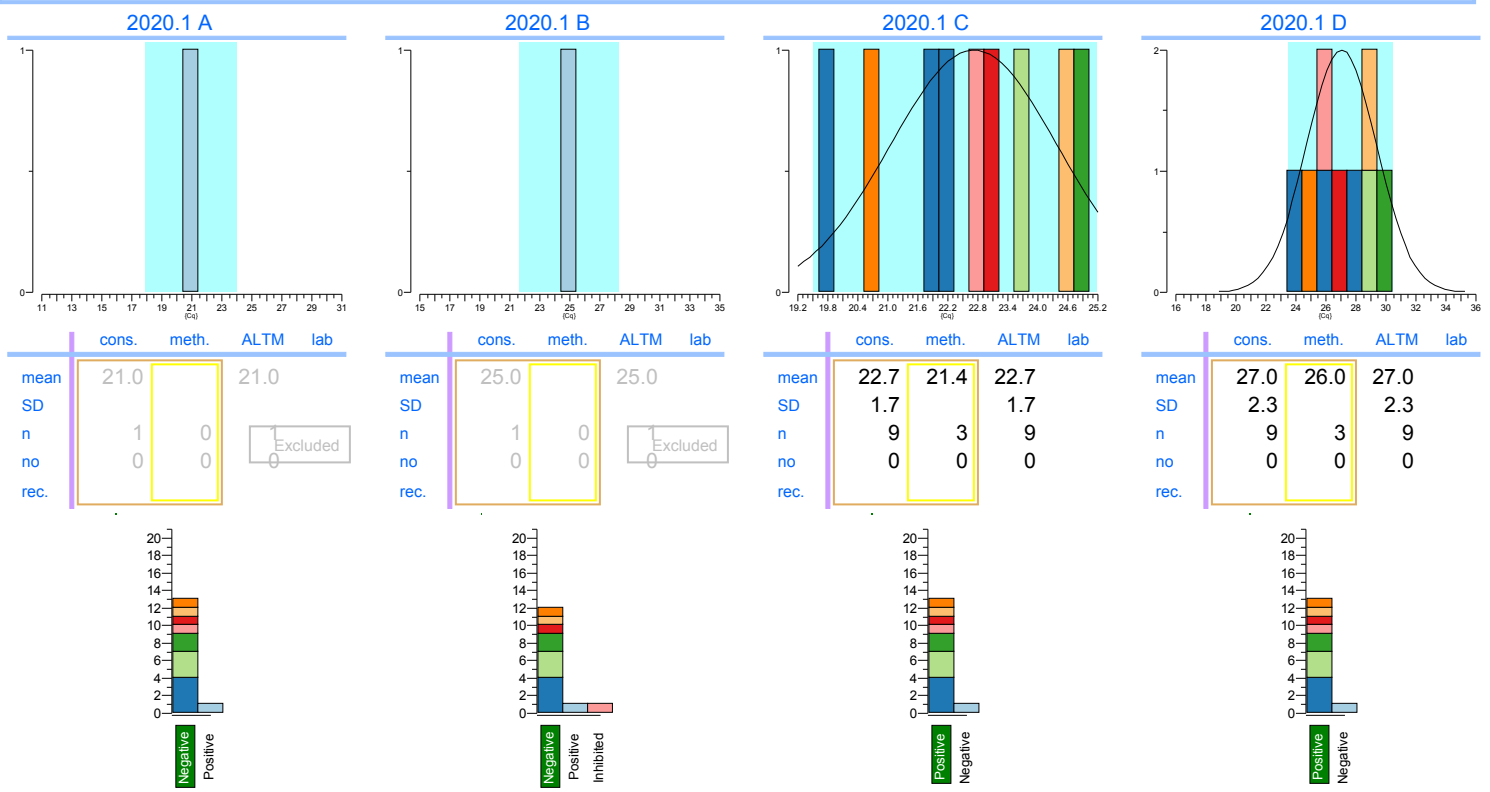 2020.1 A
1
0
11 13 15 17 19 21 23 25 27 29 31
(Cq)
cons. meth. ALTM lab
mean 21.0 21.0
SD
n 1 0 1
Excluded
no 0 0 0
rec.
20
18
16
14
12
10
8
6
4
2
0
Negative
Positive
2020.1 B
1
0
15 17 19 21 23 25 27 29 31 33 35
(Cq)
cons. meth. ALTM lab
mean 25.0 25.0
SD
n 1 0 1
Excluded
no 0 0 0
rec.
20
18
16
14
12
10
8
6
4
2
0
Negative
Positive
Inhibited
2020.1 C
1
0
19.2 19.8 20.4 21.0 21.6 22.2 22.8 23.4 24.0 24.6 25.2
(Cq)
cons. meth. ALTM lab
mean 22.7 21.4 22.7
SD 1.7 1.7
n 9 3 9
no 0 0 0
rec.
20
18
16
14
12
10
8
6
4
2
0
Positive
Negative
2020.1 D
2
1
0
16 18 20 22 24 26 28 30 32 34 36
(Cq)
cons. meth. ALTM lab
mean 27.0 26.0 27.0
SD 2.3 2.3
n 9 3 9
no 0 0 0
rec.
20
18
16
14
12
10
8
6
4
2
0
Positive
Negative